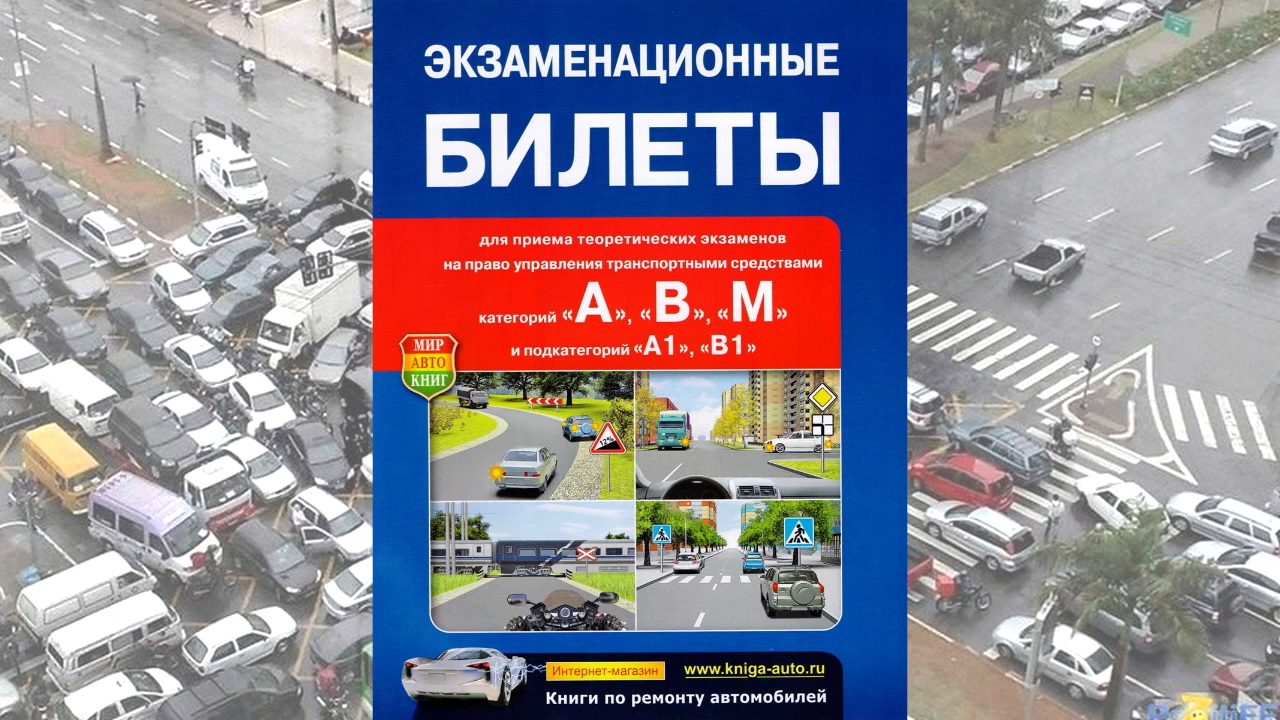 ЭКЗАМЕНАЦИОННЫЕ
БИЛЕТЫ
для приема теоретических экзаменов
на право управления транспортными средствами
категорий «А», «В», «М»
и подкатегорий «А1», «В1»
МИР
АВТО
КНИГ
12%
Интернет-магазин
www.kniga-auto.ru
Книги по ремонту автомобилей